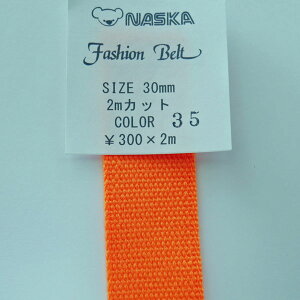 NASKA
Fashion Belt
SIZE 30mm
2mカット
COLOR 35
¥300×2m